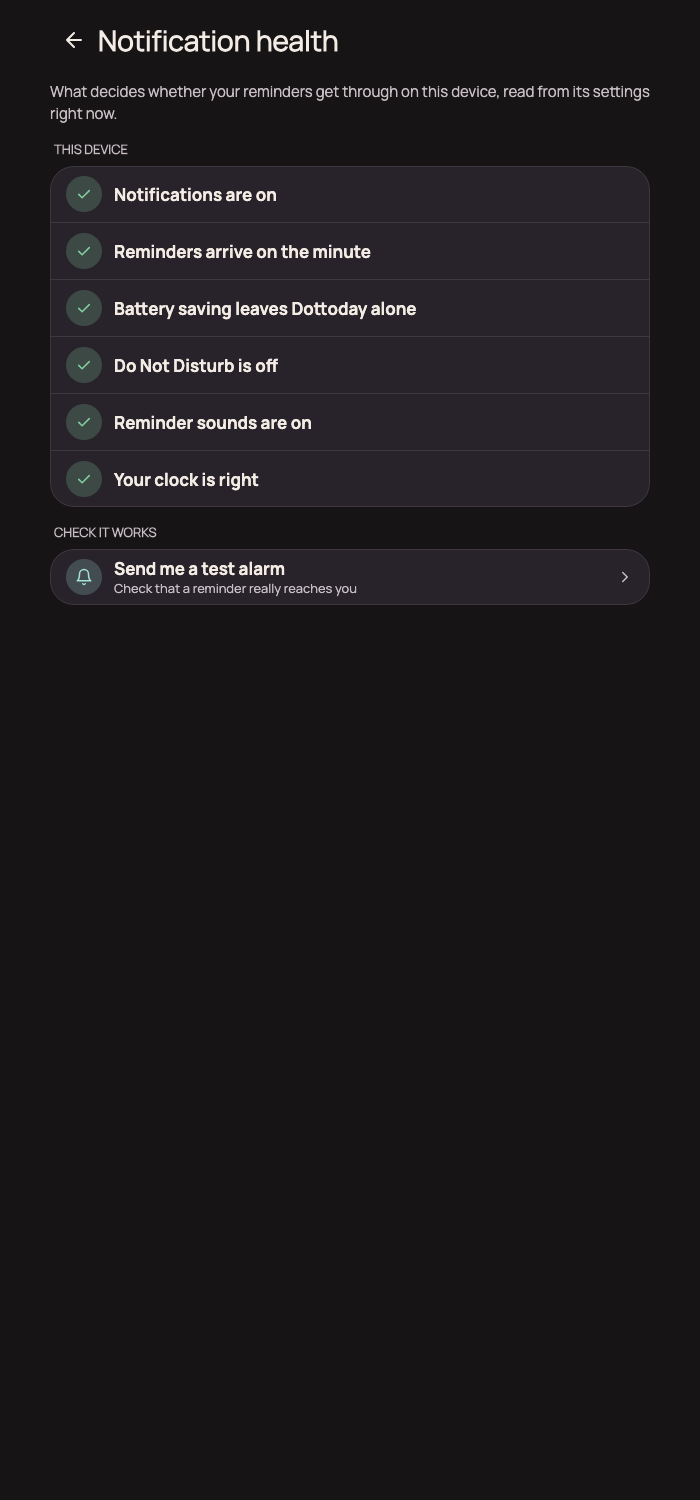 Notification health
What decides whether your reminders get through on this device, read from its settings
right now.
THIS DEVICE
Notifications are on
Reminders arrive on the minute
Battery saving leaves Dottoday alone
Do Not Disturb is off
Reminder sounds are on
Your clock is right
CHECK IT WORKS
Send me a test alarm
Check that a reminder really reaches you